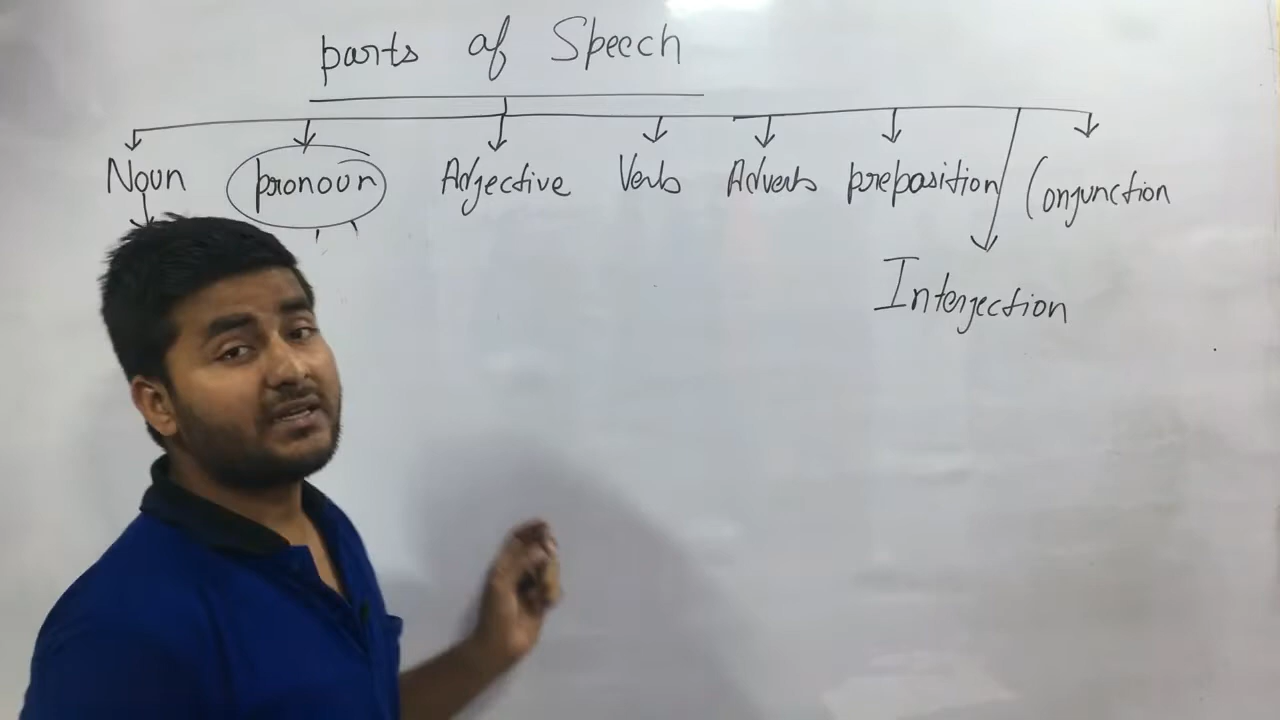 parts of Speech
Noun pronoun Adjective Verb Adverb preposition Conjunction
Interjection